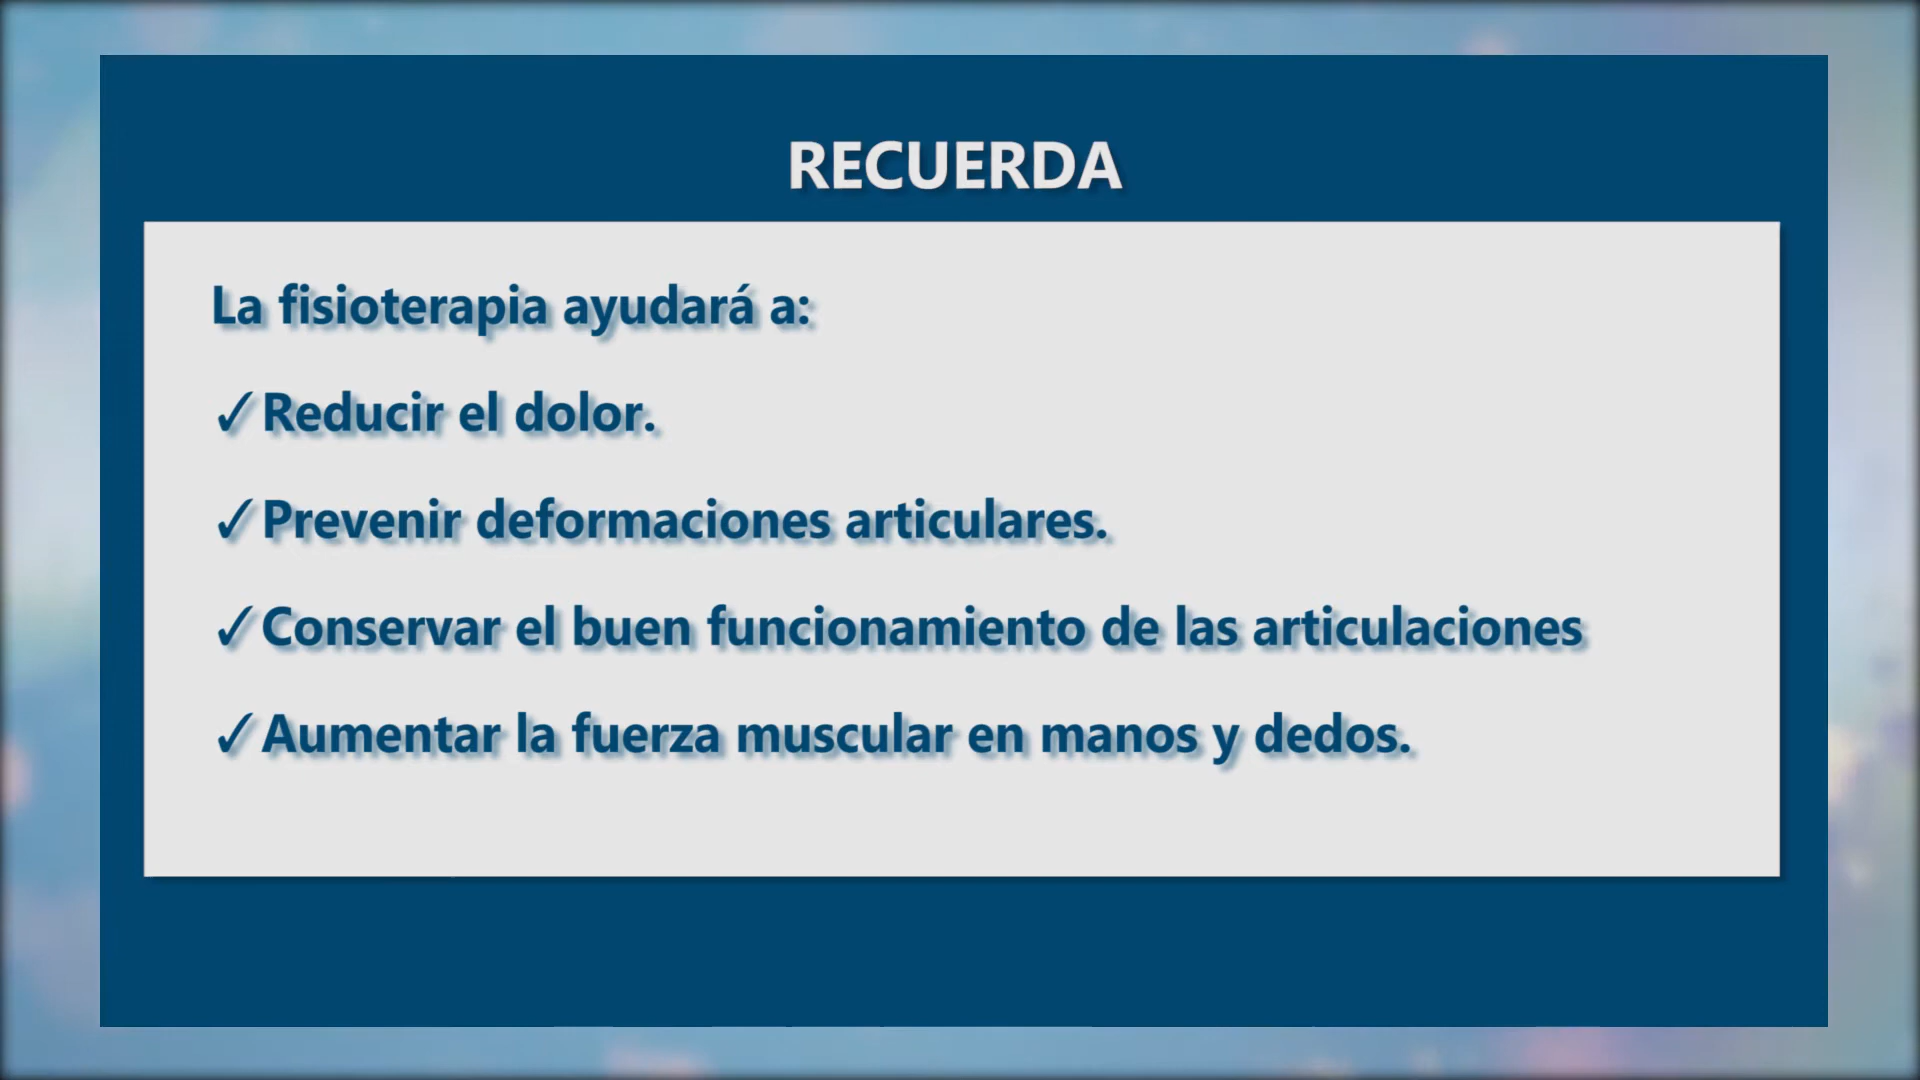 RECUERDA
La fisioterapia ayudará a:
✓Reducir el dolor.
✓Prevenir deformaciones articulares.
✓Conservar el buen funcionamiento de las articulaciones
✓Aumentar la fuerza muscular en manos y dedos.